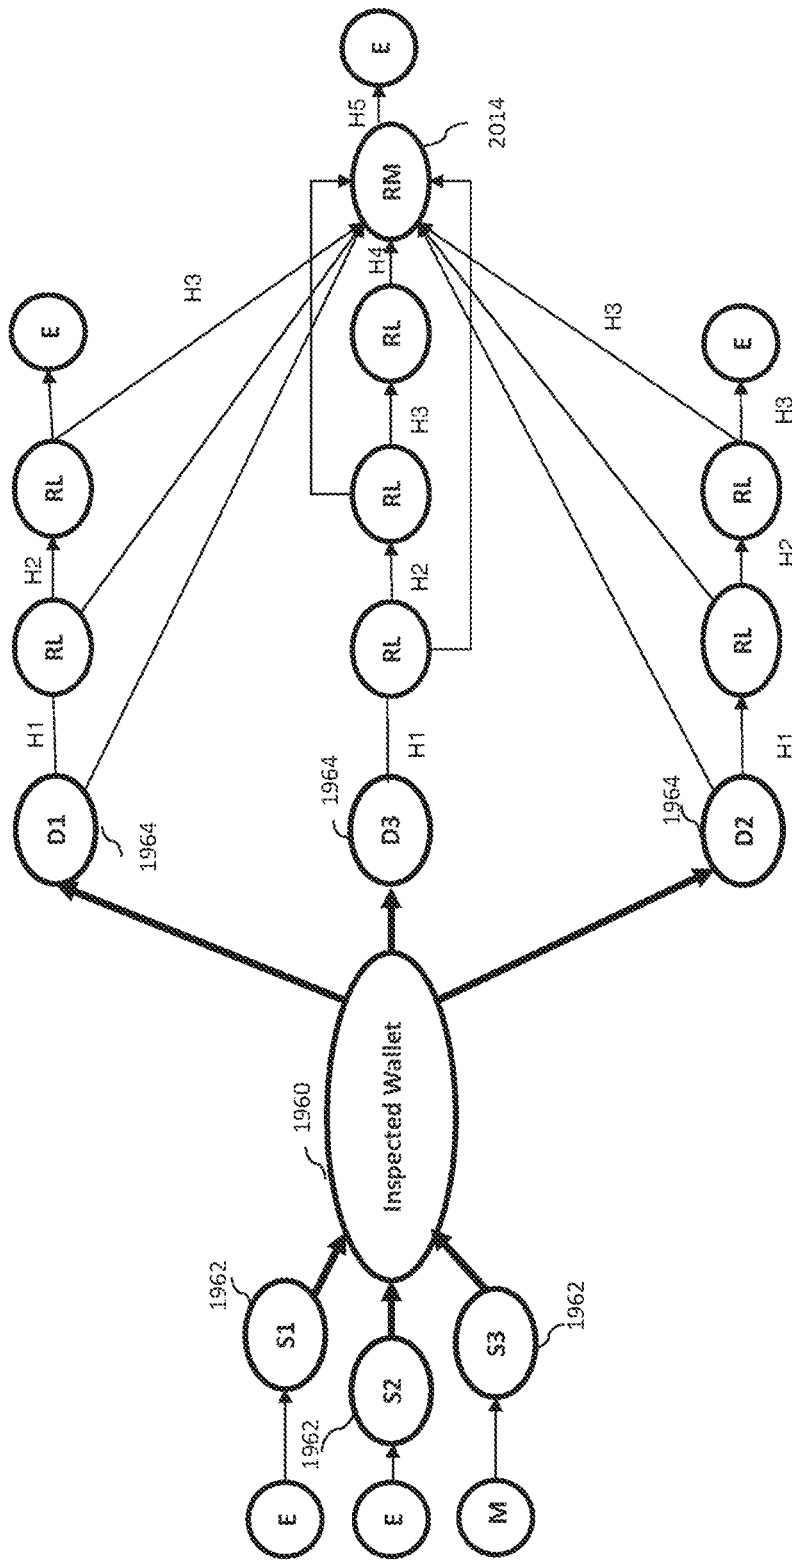 H1
H2
D1
RL
RL
E
1964
H3
1962
E
S1
1962
1960
1964
H5
H4
E
S2
Inspected Wallet
D3
RL
RL
RL
RM
E
H1
H2
H3
M
S3
2014
1962
H3
1964
D2
RL
RL
E
H1
H2
H3